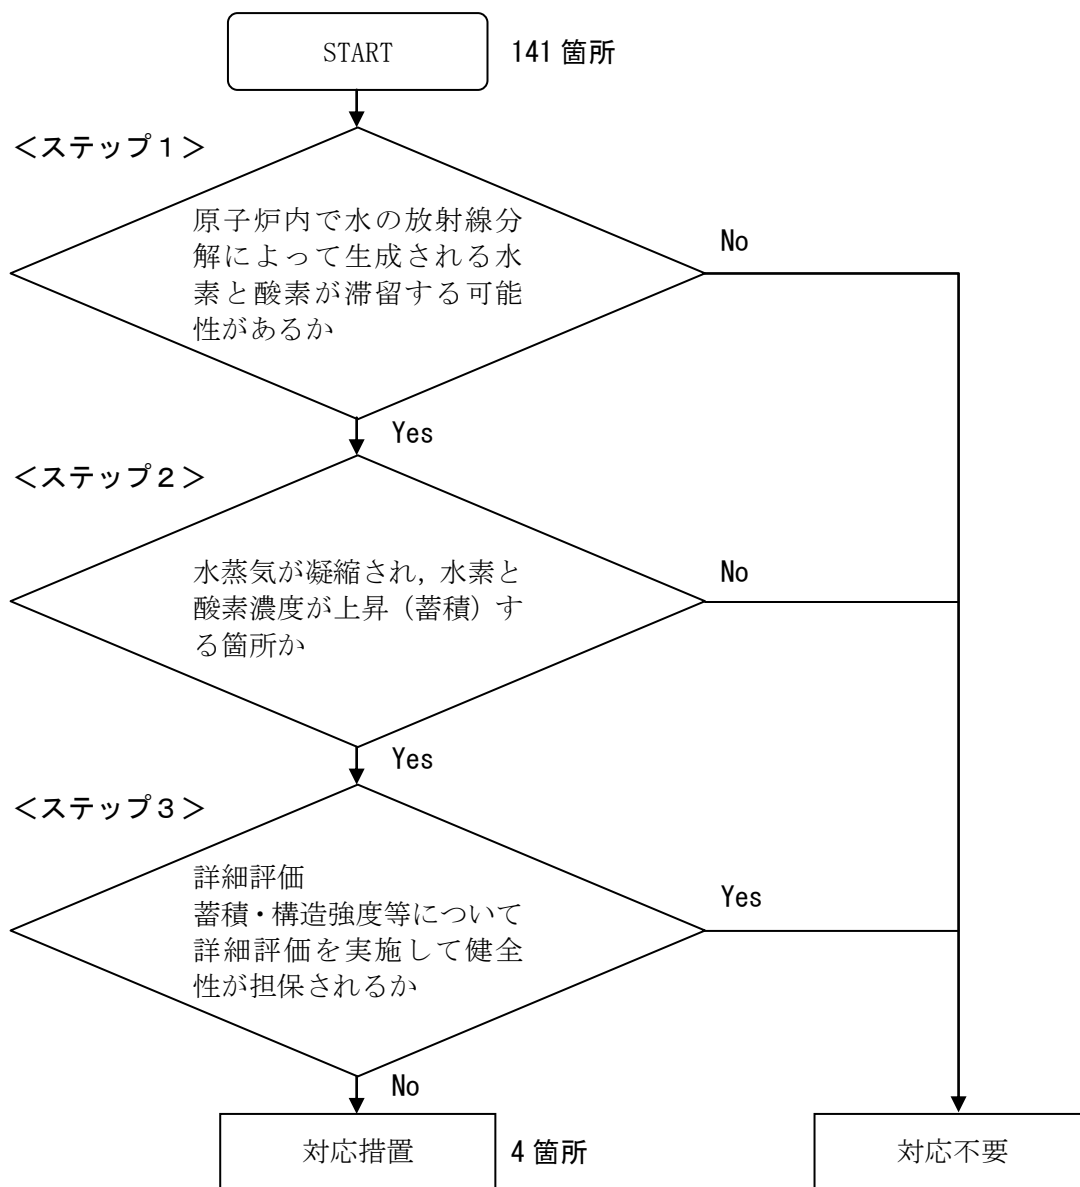 START
141 箇所
＜ステップ１＞
原子炉内で水の放射線分
解によって生成される水
素と酸素が滞留する可能
性があるか
No
Yes
＜ステップ２＞
水蒸気が凝縮され，水素と
酸素濃度が上昇（蓄積）す
る箇所か
No
Yes
＜ステップ３＞
詳細評価
蓄積・構造強度等について
詳細評価を実施して健全
性が担保されるか
Yes
No
対応措置
4 箇所
対応不要